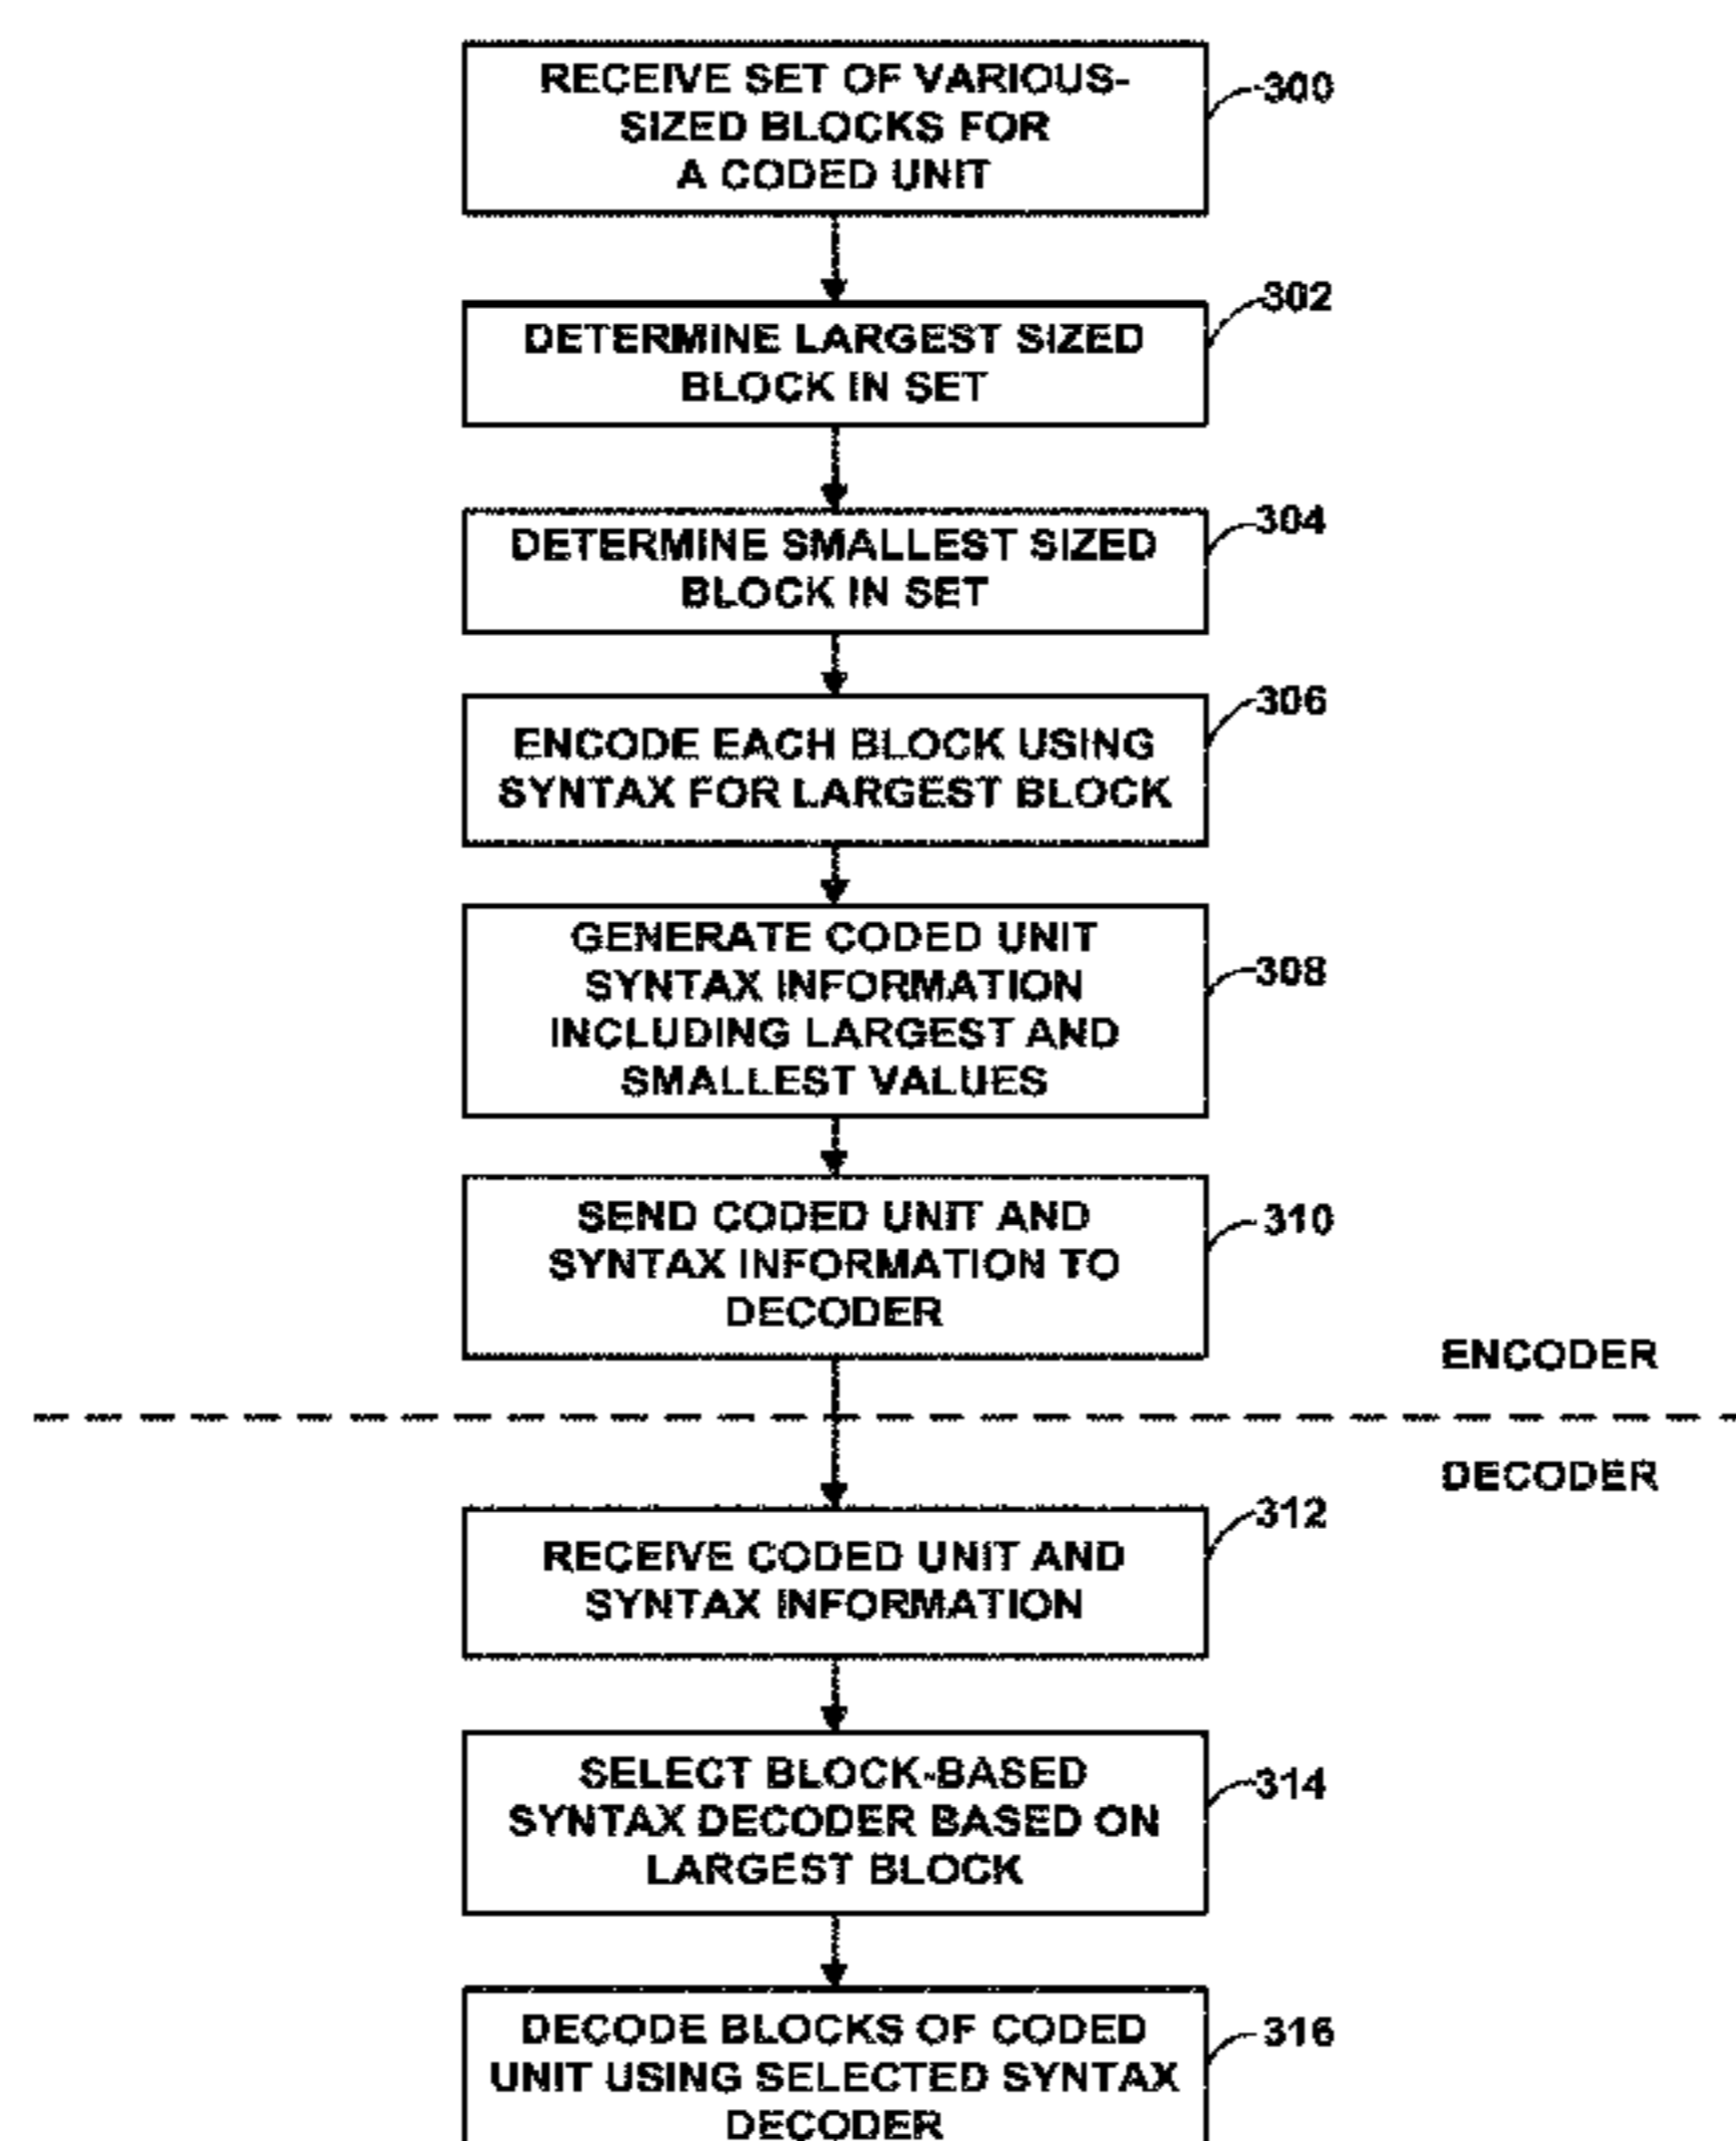 RECEIVE SET OF VARIOUS-
SIZED BLOCKS FOR
A CODED UNIT
300
DETERMINE LARGEST SIZED
BLOCK IN SET
302
DETERMINE SMALLEST SIZED
BLOCK IN SET
304
ENCODE EACH BLOCK USING
SYNTAX FOR LARGEST BLOCK
306
GENERATE CODED UNIT
SYNTAX INFORMATION
INCLUDING LARGEST AND
SMALLEST VALUES
308
SEND CODED UNIT AND
SYNTAX INFORMATION TO
DECODER
310
ENCODER
DECODER
RECEIVE CODED UNIT AND
SYNTAX INFORMATION
312
SELECT BLOCK-BASED
SYNTAX DECODER BASED ON
LARGEST BLOCK
314
DECODE BLOCKS OF CODED
UNIT USING SELECTED SYNTAX
DECODER
316